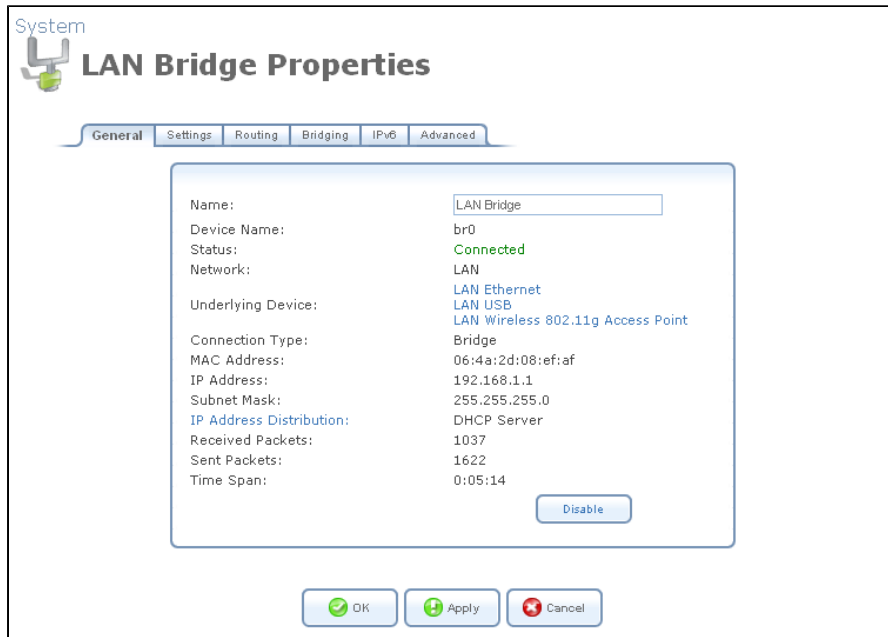 System
LAN Bridge Properties
General Settings Routing Bridging IPv6 Advanced
Name: LAN Bridge
Device Name: br0
Status: Connected
Network: LAN
Underlying Device: LAN Ethernet
LAN USB
LAN Wireless 802.11g Access Point
Connection Type: Bridge
MAC Address: 06:4a:2d:08:ef:af
IP Address: 192.168.1.1
Subnet Mask: 255.255.255.0
IP Address Distribution: DHCP Server
Received Packets: 1037
Sent Packets: 1622
Time Span: 0:05:14
Disable
OK Apply Cancel